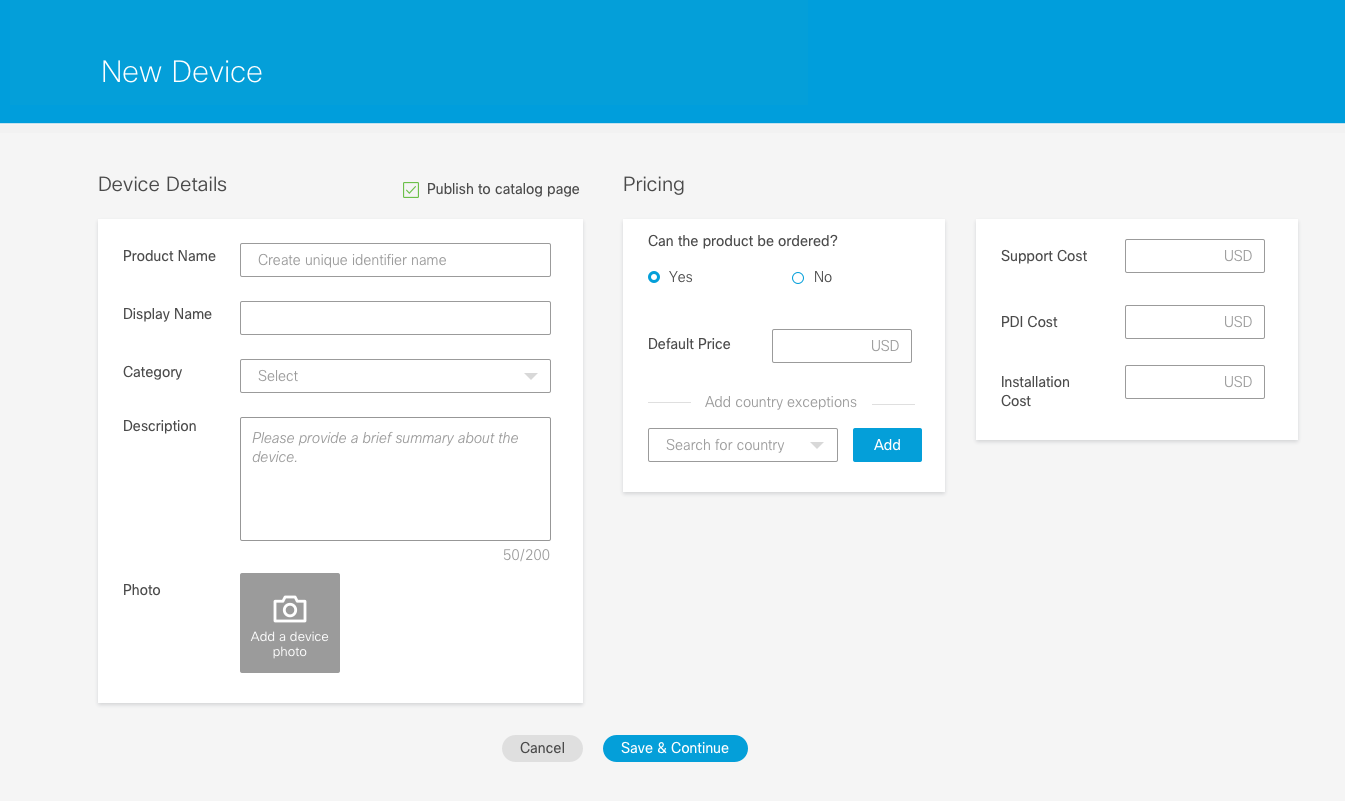 New Device
Device Details
Publish to catalog page
Product Name
Create unique identifier name
Display Name
Category
Select
Description
Please provide a brief summary about the
device.
50/200
Photo
Add a device
photo
Pricing
Can the product be ordered?
Yes
No
Default Price
USD
Add country exceptions
Search for country
Add
Support Cost
USD
PDI Cost
USD
Installation
Cost
USD
Cancel
Save & Continue